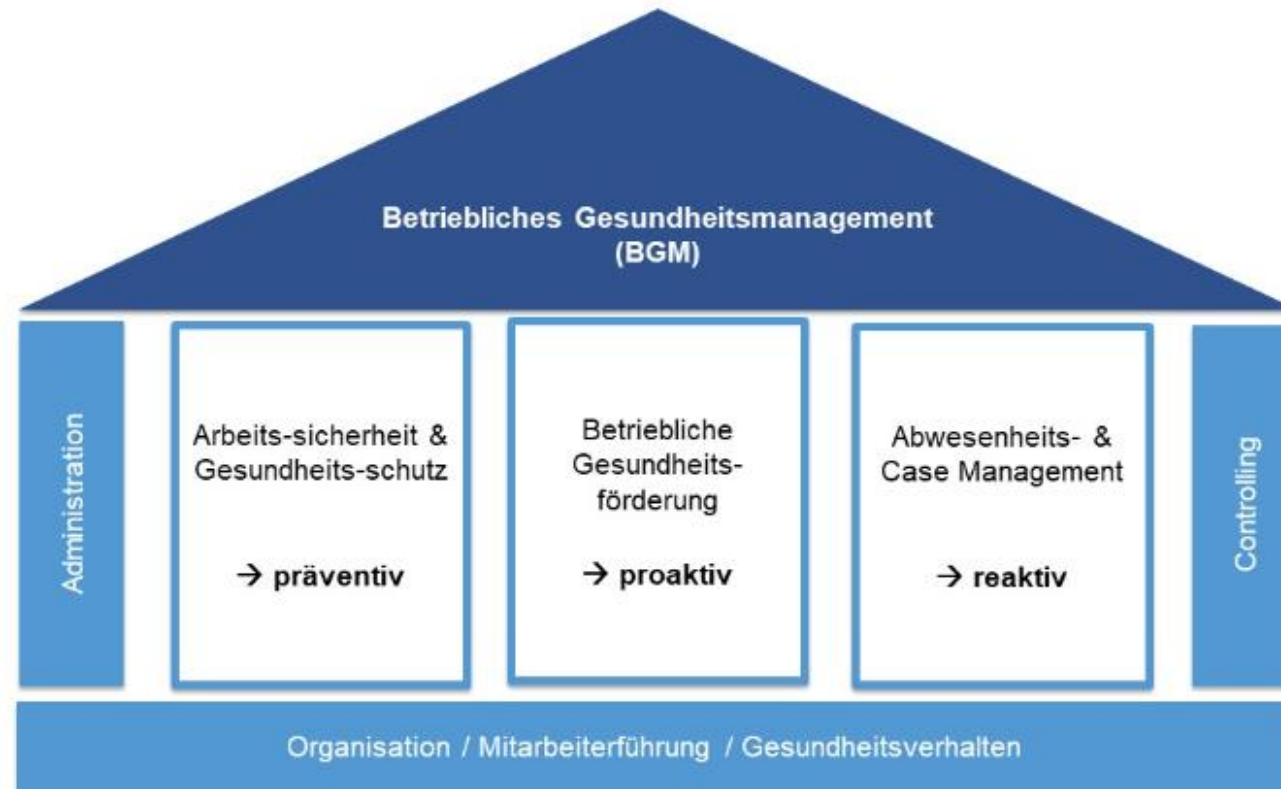 Betriebliches Gesundheitsmanagement
(BGM)
Administration
Arbeits-sicherheit &
Gesundheits-schutz
→ präventiv
Betriebliche
Gesundheits-
förderung
→ proaktiv
Abwesenheits- &
Case Management
→ reaktiv
Controlling
Organisation / Mitarbeiterführung / Gesundheitsverhalten